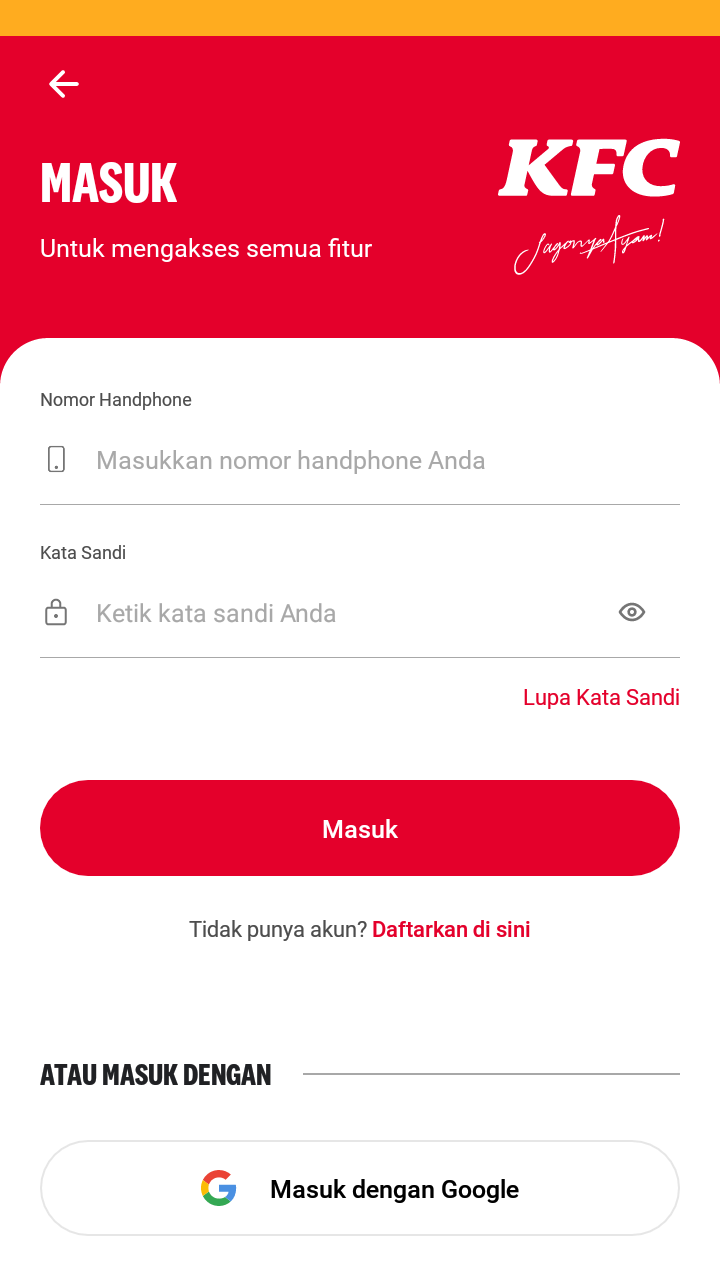 MASUK
KFC
Untuk mengakses semua fitur
Jagonya Ayam!
Nomor Handphone
Masukkan nomor handphone Anda
Kata Sandi
Ketik kata sandi Anda
Lupa Kata Sandi
Masuk
Tidak punya akun? Daftarkan di sini
ATAU MASUK DENGAN
Masuk dengan Google